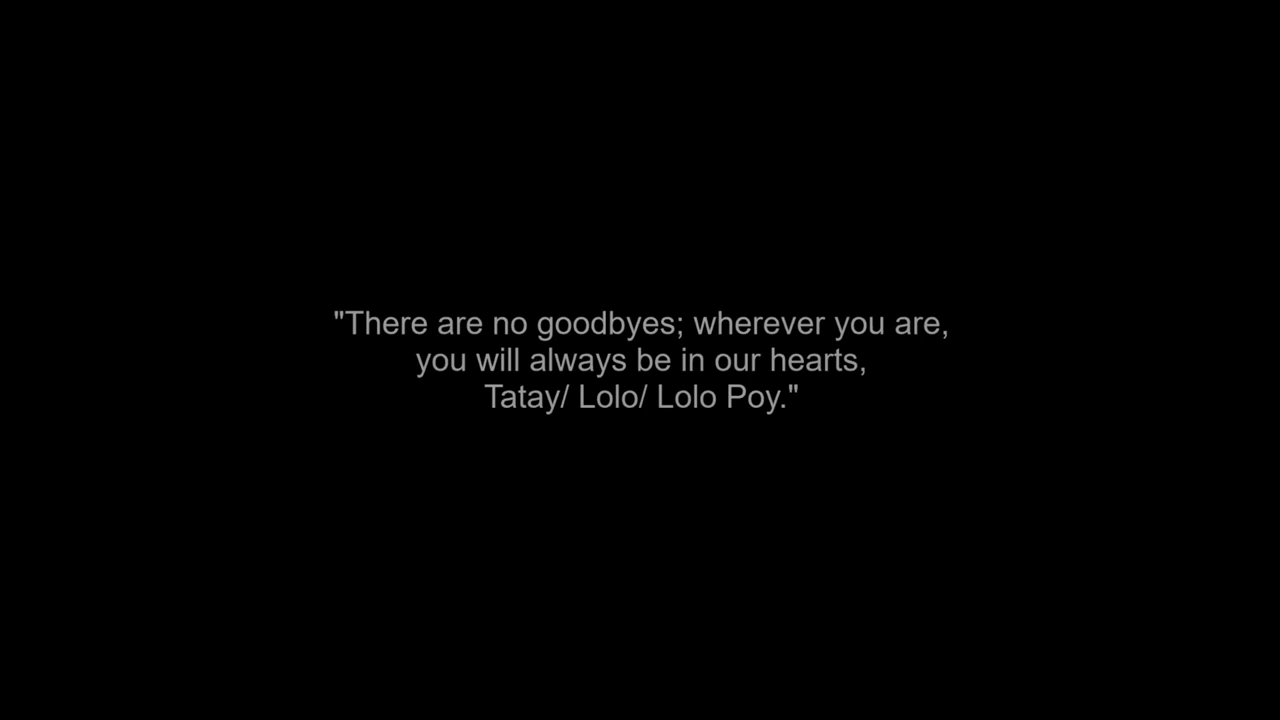 "There are no goodbyes; wherever you are,
you will always be in our hearts,
Tatay/ Lolo/ Lolo Poy."